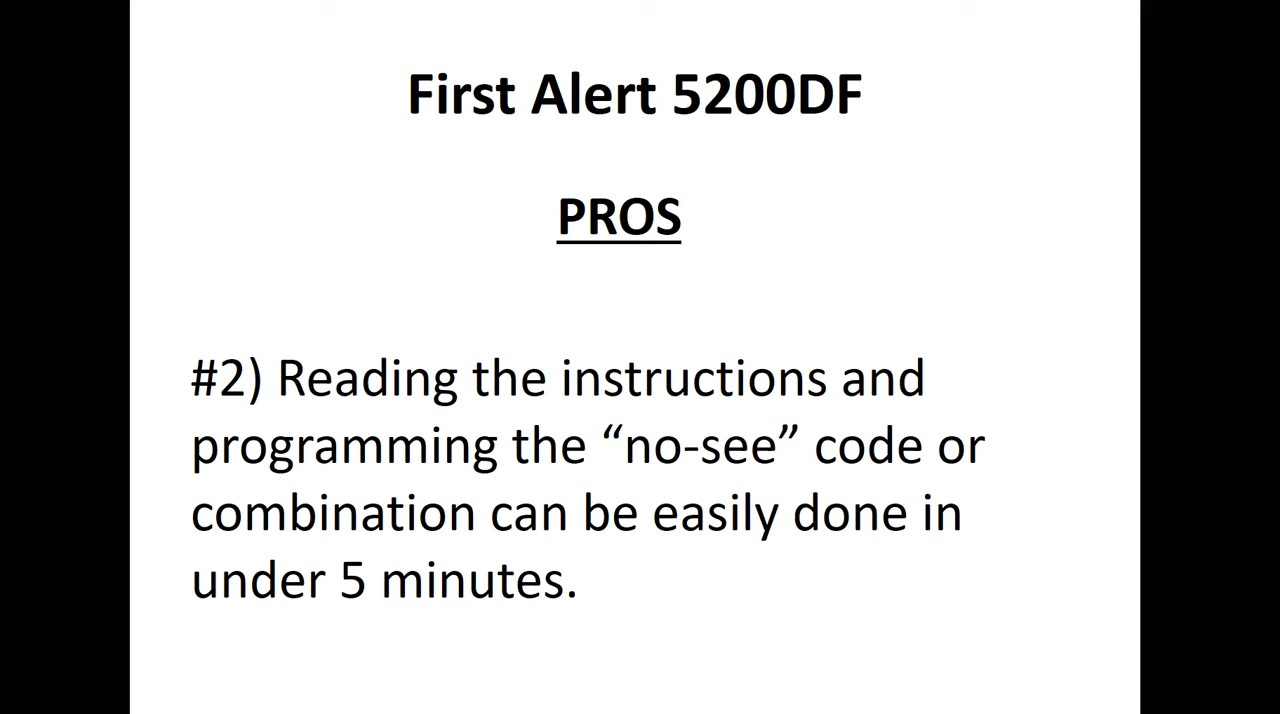 First Alert 5200DF
PROS
#2) Reading the instructions and
programming the “no-see” code or
combination can be easily done in
under 5 minutes.